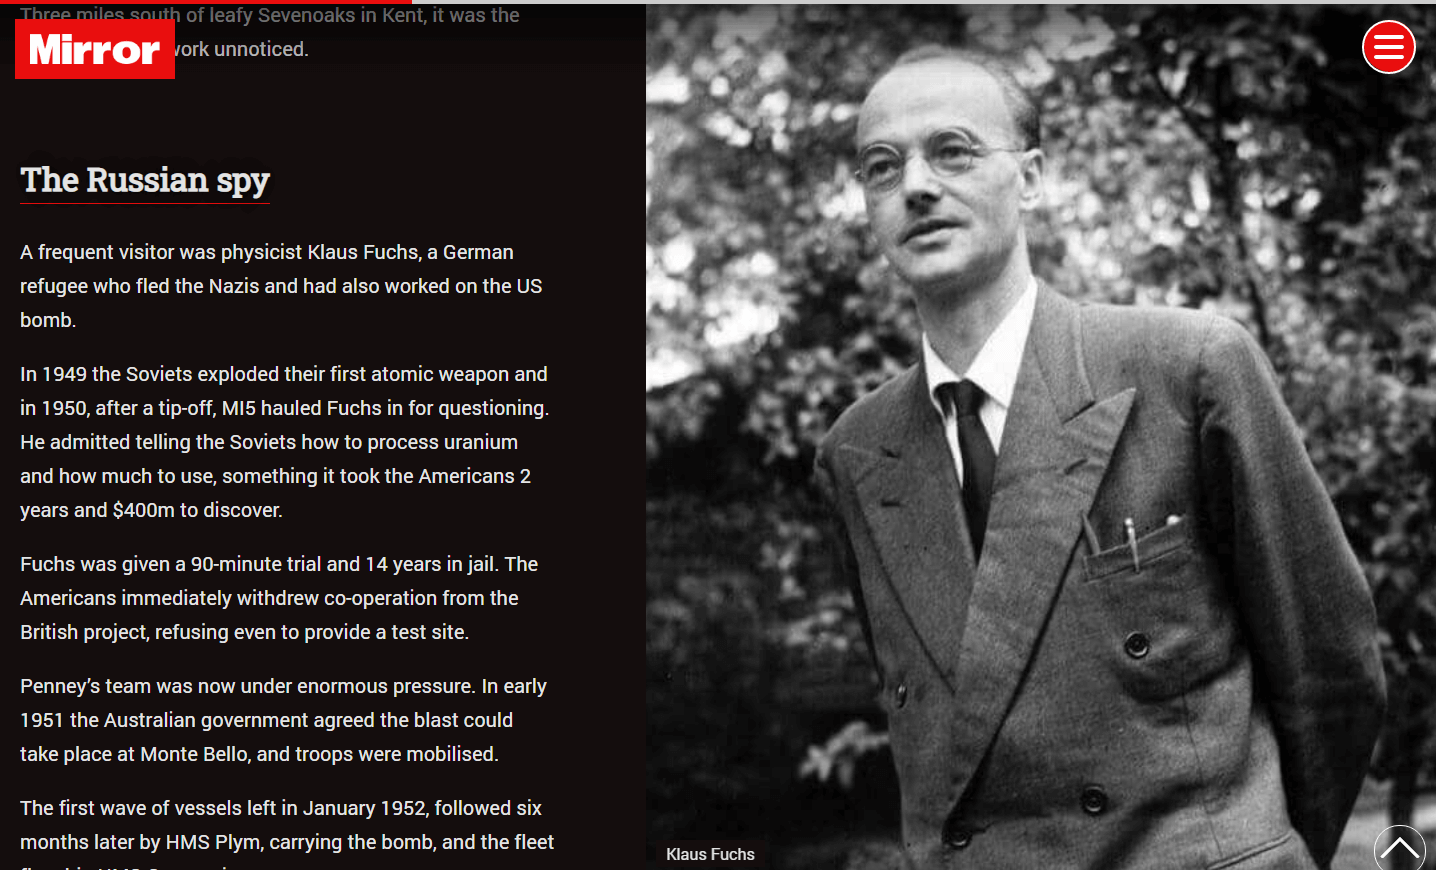 Three miles south of leafy Sevenoaks in Kent, it was the
work unnoticed.
Mirror
The Russian spy
A frequent visitor was physicist Klaus Fuchs, a German
refugee who fled the Nazis and had also worked on the US
bomb.
In 1949 the Soviets exploded their first atomic weapon and
in 1950, after a tip-off, MI5 hauled Fuchs in for questioning.
He admitted telling the Soviets how to process uranium
and how much to use, something it took the Americans 2
years and $400m to discover.
Fuchs was given a 90-minute trial and 14 years in jail. The
Americans immediately withdrew co-operation from the
British project, refusing even to provide a test site.
Penney’s team was now under enormous pressure. In early
1951 the Australian government agreed the blast could
take place at Monte Bello, and troops were mobilised.
The first wave of vessels left in January 1952, followed six
months later by HMS Plym, carrying the bomb, and the fleet
Klaus Fuchs